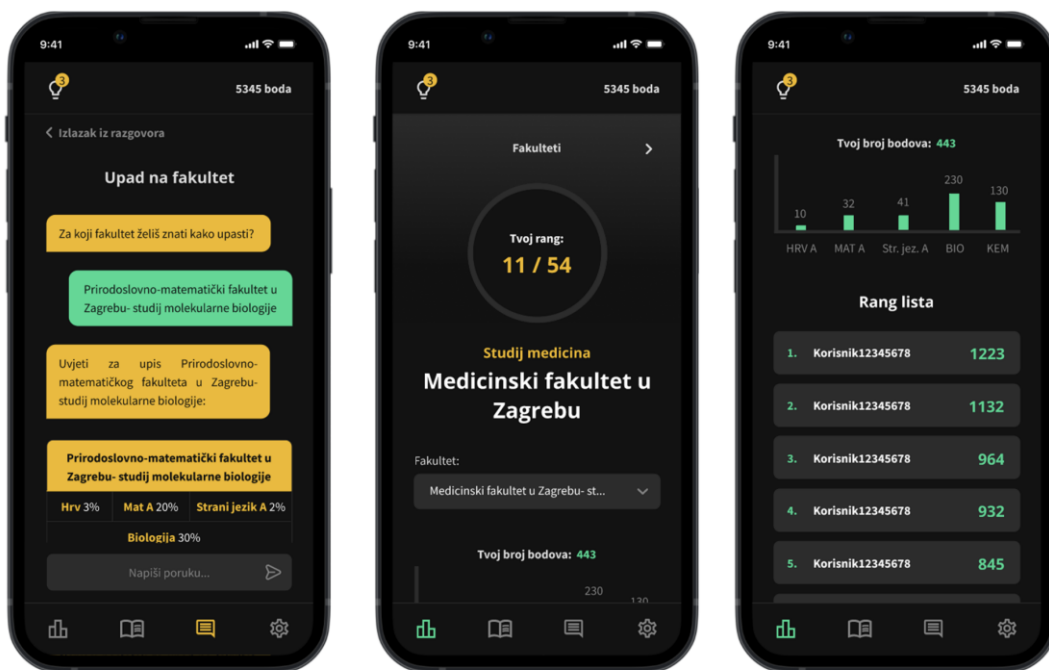 9:41
3
5345 boda
Izlazak iz razgovora
Upad na fakultet
Za koji fakultet želiš znati kako upasti?
Prirodoslovno-matematički fakultet u
Zagrebu- studij molekularne biologije
Uvjeti za upis Prirodoslovno-
matematičkog fakulteta u Zagrebu-
studij molekularne biologije:
Prirodoslovno-matematički fakultet u
Zagrebu- studij molekularne biologije
Hrv 3% Mat A 20% Strani jezik A 2%
Biologija 30%
Napiši poruku...
9:41
3
5345 boda
Fakulteti
Tvoj rang:
11 / 54
Studij medicina
Medicinski fakultet u
Zagrebu
Fakultet:
Medicinski fakultet u Zagrebu- st...
Tvoj broj bodova: 443
230
130
9:41
3
5345 boda
Tvoj broj bodova: 443
10 32 41 230 130
HRV A MAT A Str. jez. A BIO KEM
Rang lista
1. Korisnik12345678 1223
2. Korisnik12345678 1132
3. Korisnik12345678 964
4. Korisnik12345678 932
5. Korisnik12345678 845